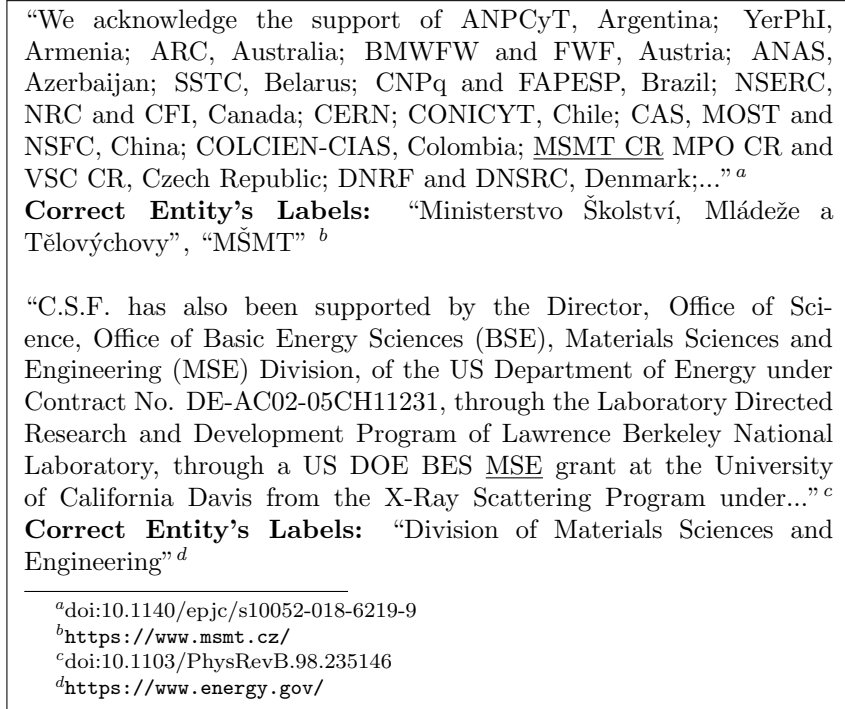 “We acknowledge the support of ANPCyT, Argentina; YerPhI,
Armenia; ARC, Australia; BMWFW and FWF, Austria; ANAS,
Azerbaijan; SSTC, Belarus; CNPq and FAPESP, Brazil; NSERC,
NRC and CFI, Canada; CERN; CONICYT, Chile; CAS, MOST and
NSFC, China; COLCIEN-CIAS, Colombia; MSMT CR MPO CR and
VSC CR, Czech Republic; DNRF and DNSRC, Denmark;...” a
Correct Entity’s Labels: “Ministerstvo Školství, Mládeže a
Tělovýchovy”, “MŠMT” b
“C.S.F. has also been supported by the Director, Office of Sci-
ence, Office of Basic Energy Sciences (BSE), Materials Sciences and
Engineering (MSE) Division, of the US Department of Energy under
Contract No. DE-AC02-05CH11231, through the Laboratory Directed
Research and Development Program of Lawrence Berkeley National
Laboratory, through a US DOE BES MSE grant at the University
of California Davis from the X-Ray Scattering Program under...” c
Correct Entity’s Labels: “Division of Materials Sciences and
Engineering” d
a doi:10.1140/epjc/s10052-018-6219-9
b https://www.msmt.cz/
c doi:10.1103/PhysRevB.98.235146
d https://www.energy.gov/